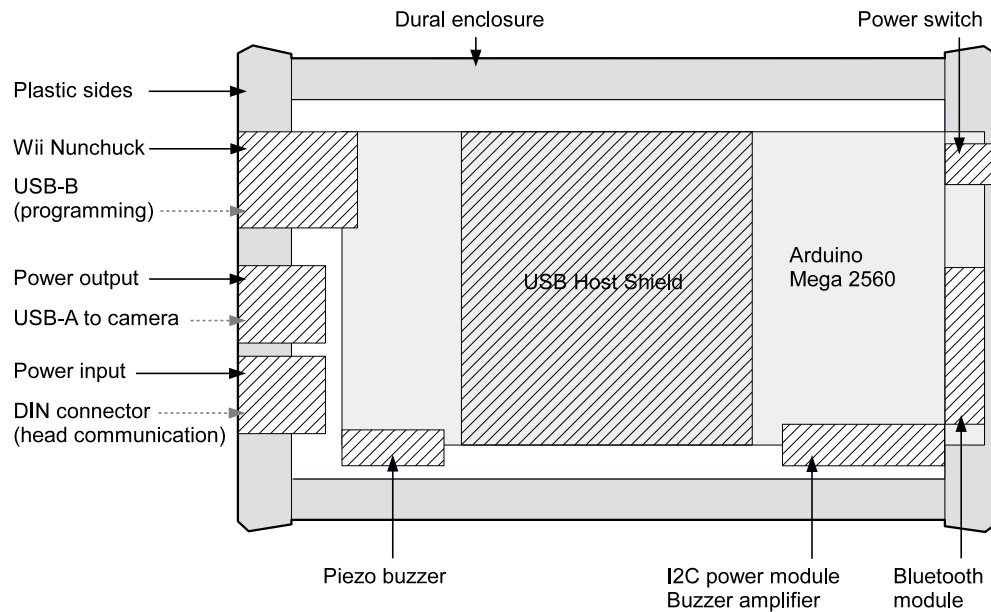 Dural enclosure
Power switch
Plastic sides
Wii Nunchuck
USB-B
(programming)
Power output
USB-A to camera
Power input
DIN connector
(head communication)
USB Host Shield
Arduino
Mega 2560
Piezo buzzer
I2C power module
Buzzer amplifier
Bluetooth
module